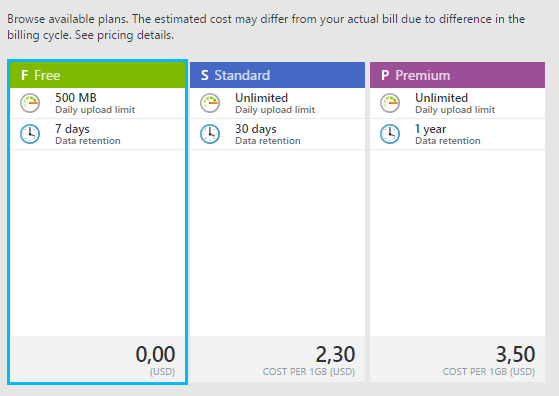 Browse available plans. The estimated cost may differ from your actual bill due to difference in the
billing cycle. See pricing details.
F Free
500 MB
Daily upload limit
7 days
Data retention
0,00
(USD)
S Standard
Unlimited
Daily upload limit
30 days
Data retention
2,30
COST PER 1GB (USD)
P Premium
Unlimited
Daily upload limit
1 year
Data retention
3,50
COST PER 1GB (USD)